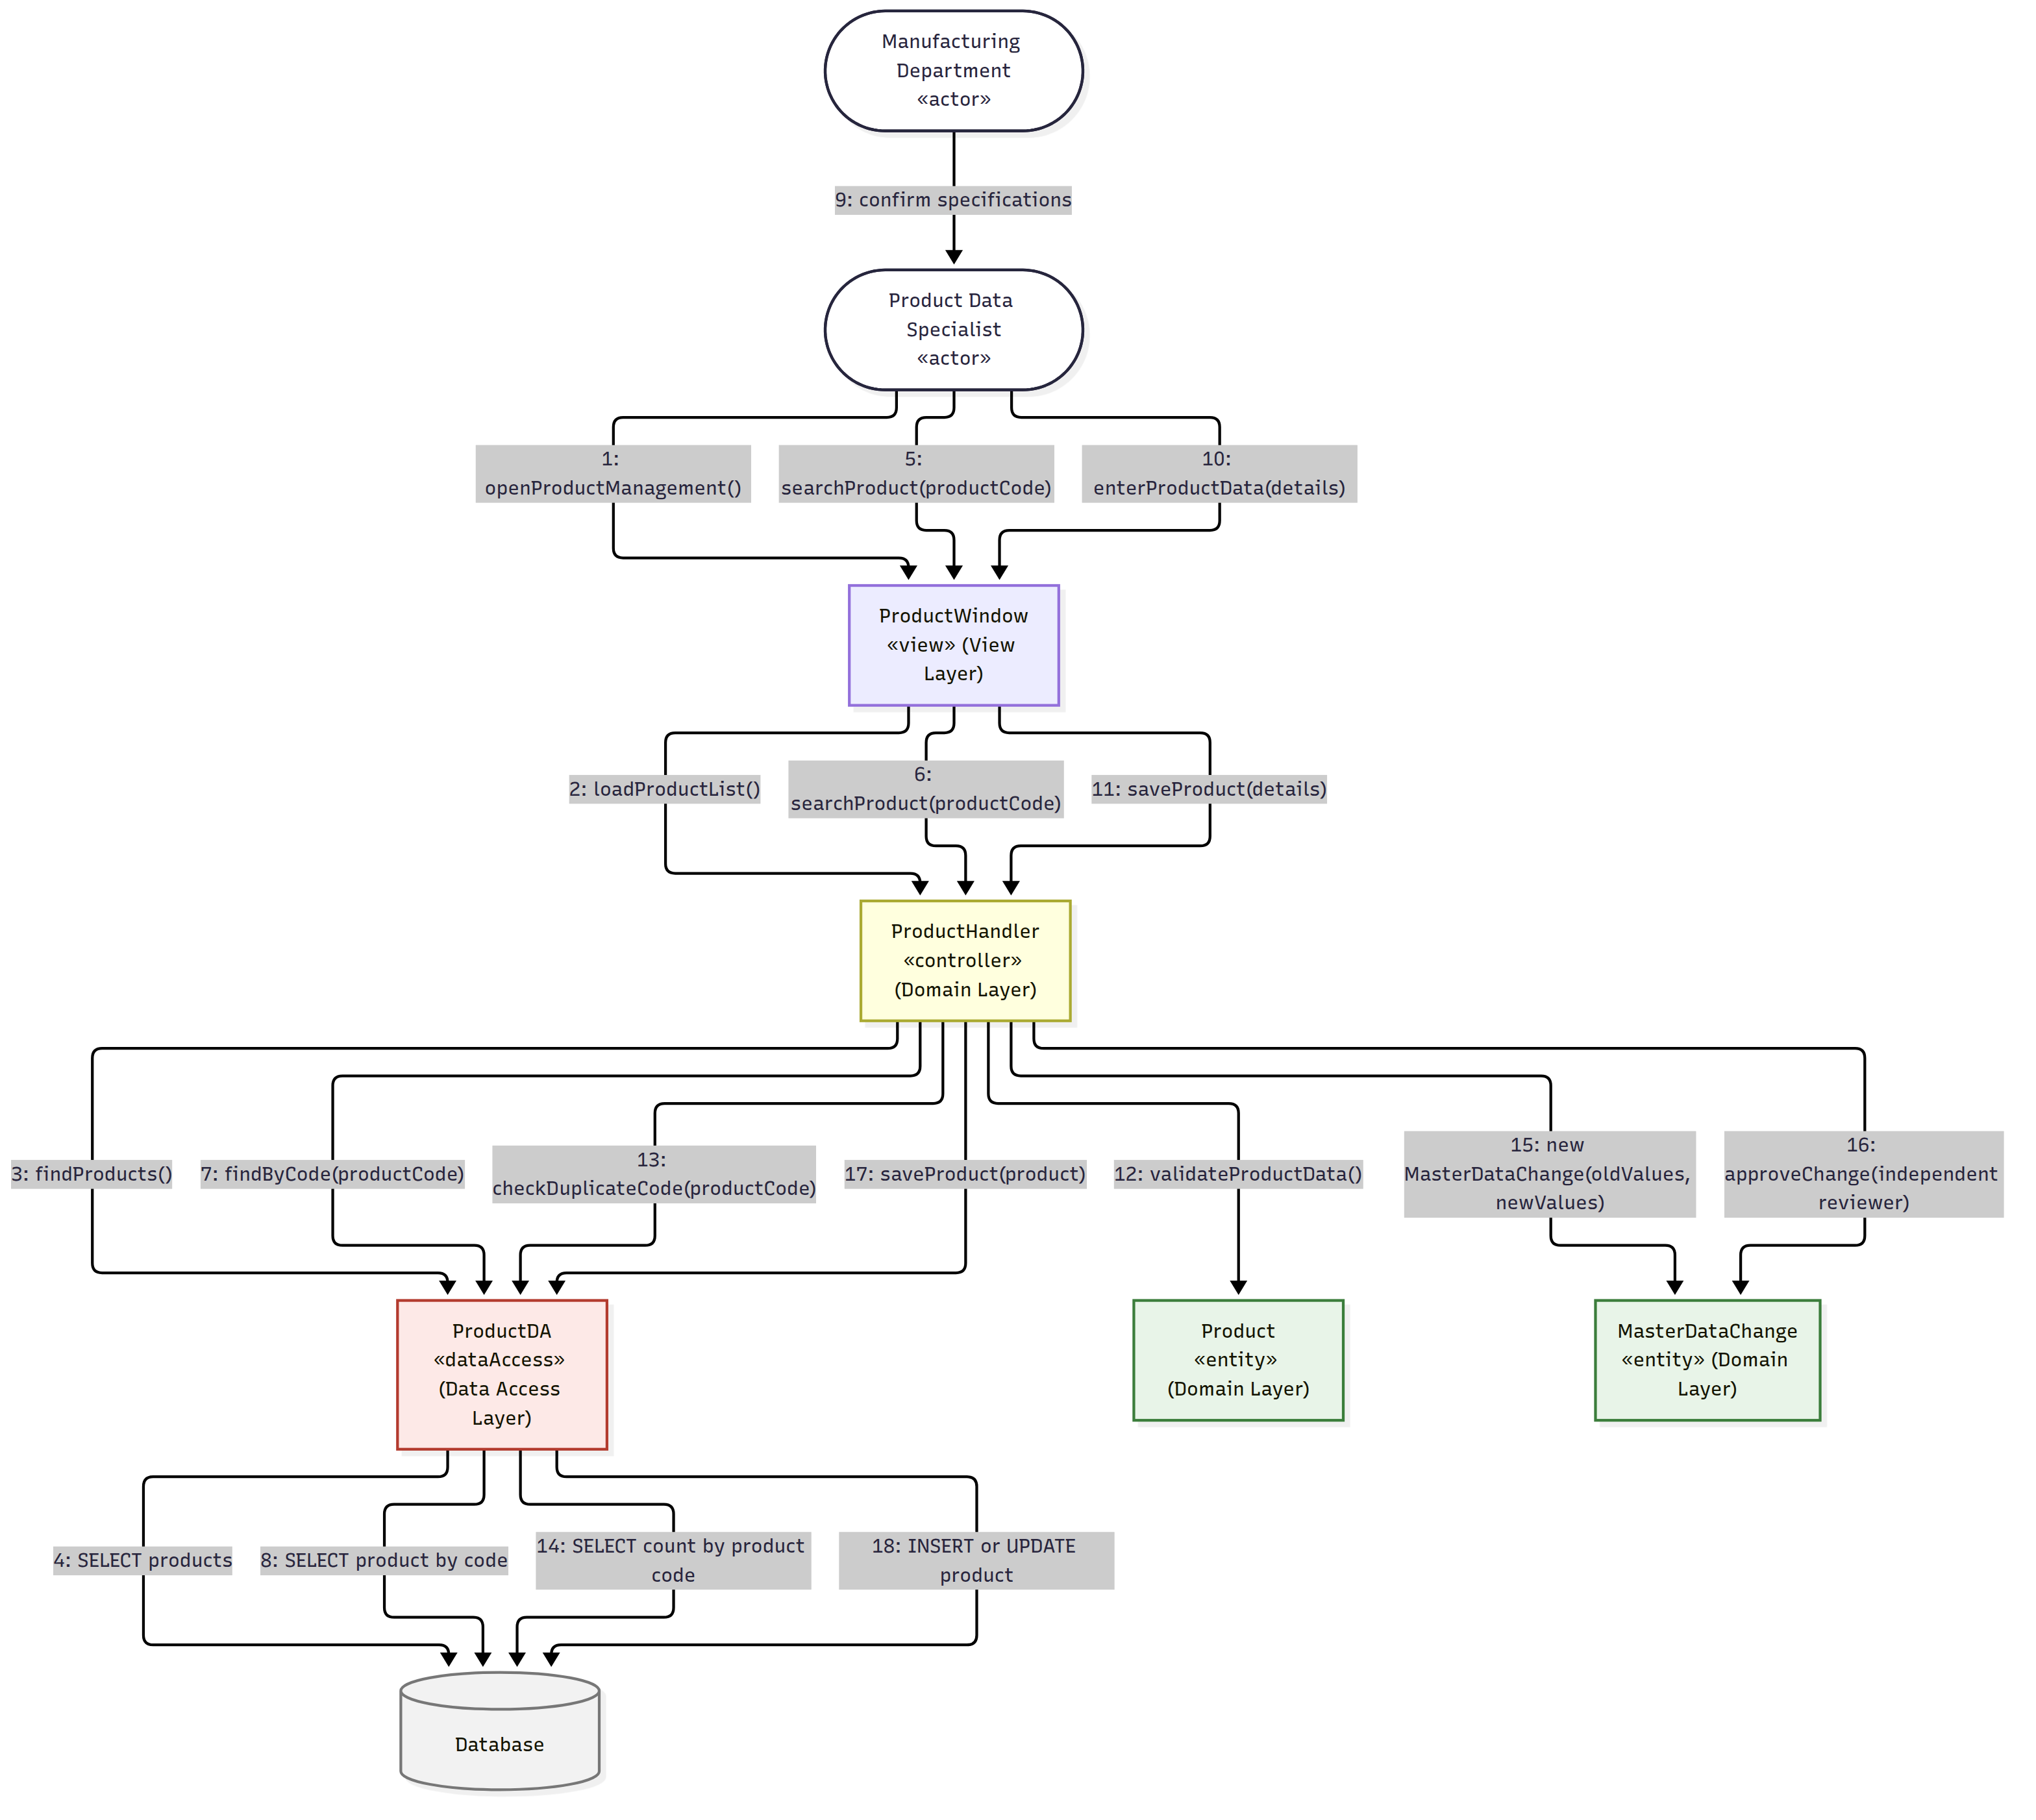 Manufacturing
Department
«actor»
9: confirm specifications
Product Data
Specialist
«actor»
1:
openProductManagement()
5:
searchProduct(productCode)
10:
enterProductData(details)
ProductWindow
«view» (View
Layer)
2: loadProductList()
6:
searchProduct(productCode)
11: saveProduct(details)
ProductHandler
«controller»
(Domain Layer)
3: findProducts()
7: findByCode(productCode)
13:
checkDuplicateCode(productCode)
17: saveProduct(product)
12: validateProductData()
15: new
MasterDataChange(oldValues,
newValues)
16:
approveChange(independent
reviewer)
ProductDA
«dataAccess»
(Data Access
Layer)
Product
«entity»
(Domain Layer)
MasterDataChange
«entity» (Domain
Layer)
4: SELECT products
8: SELECT product by code
14: SELECT count by product
code
18: INSERT or UPDATE
product
Database